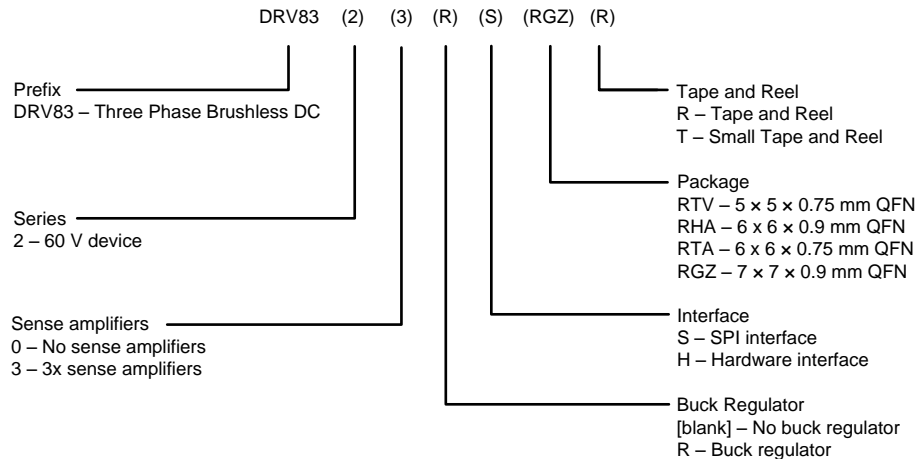 DRV83 (2) (3) (R) (S) (RGZ) (R)
Prefix
DRV83 – Three Phase Brushless DC
Series
2 – 60 V device
Sense amplifiers
0 – No sense amplifiers
3 – 3x sense amplifiers
Tape and Reel
R – Tape and Reel
T – Small Tape and Reel
Package
RTV – 5 × 5 × 0.75 mm QFN
RHA – 6 x 6 × 0.9 mm QFN
RTA – 6 x 6 × 0.75 mm QFN
RGZ – 7 × 7 × 0.9 mm QFN
Interface
S – SPI interface
H – Hardware interface
Buck Regulator
[blank] – No buck regulator
R – Buck regulator